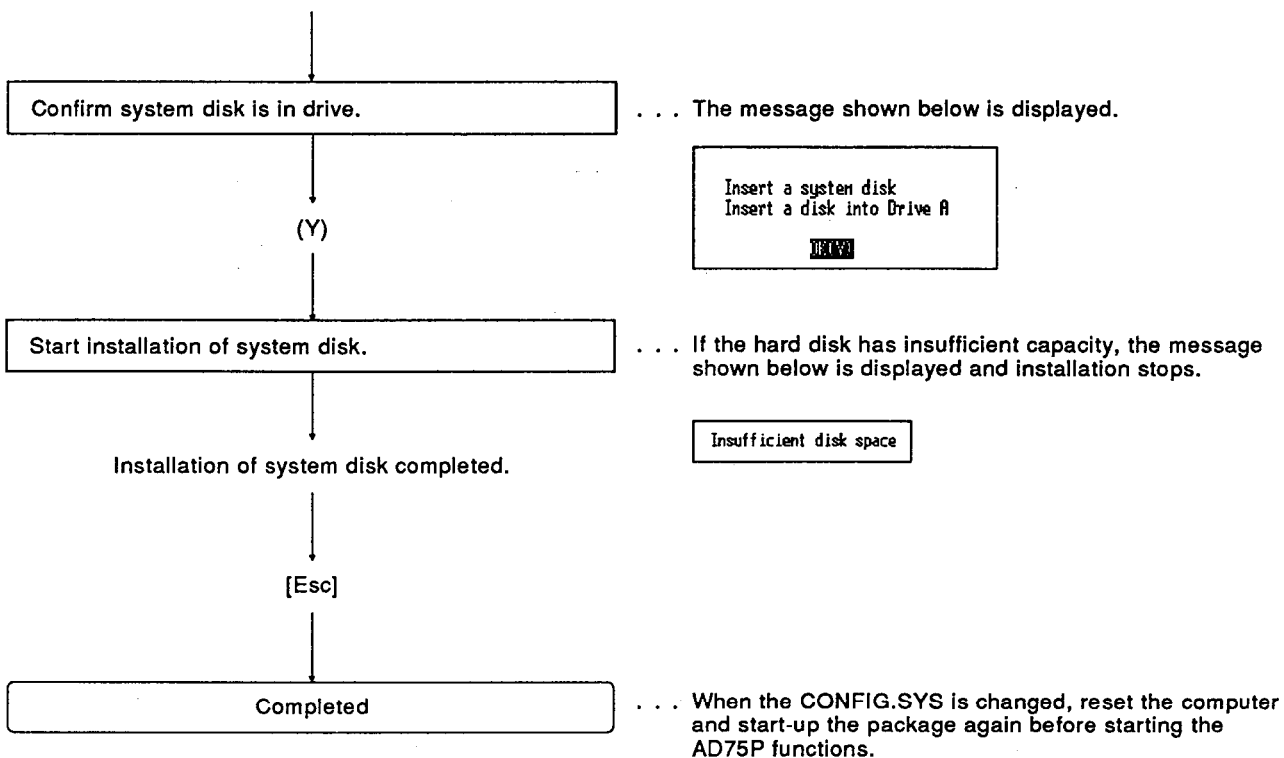 Confirm system disk is in drive.
. . . The message shown below is displayed.
Insert a system disk
Insert a disk into Drive A
(Y)
Start installation of system disk.
. . . If the hard disk has insufficient capacity, the message
shown below is displayed and installation stops.
Insufficient disk space
Installation of system disk completed.
[Esc]
Completed
. . . When the CONFIG.SYS is changed, reset the computer
and start-up the package again before starting the
AD75P functions.